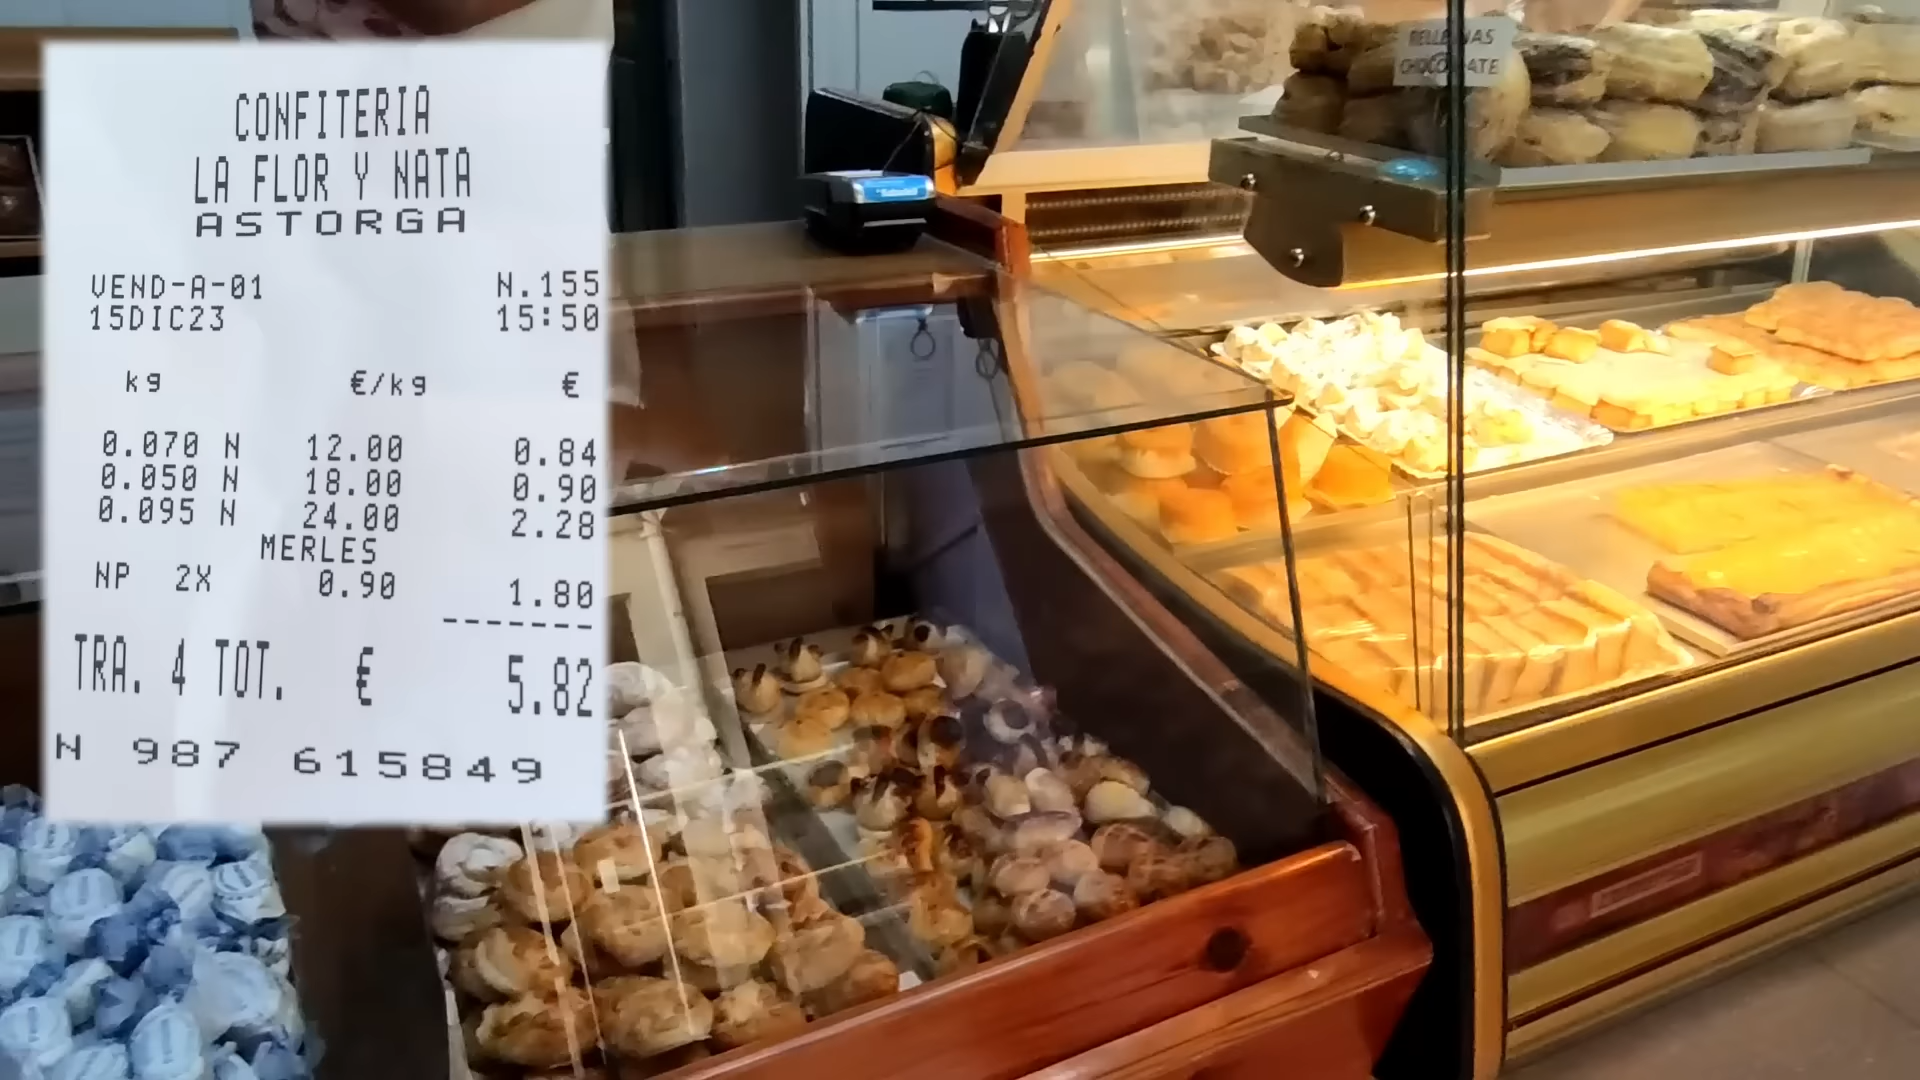 CONFITERIA
LA FLOR Y NATA
ASTORGA
VEND-A-01 N.155
15DIC23 15:50
kg €/kg €
0.070 N 12.00 0.84
0.050 N 18.00 0.90
0.095 N 24.00 2.28
MERLES
NP 2X 0.90 1.80
-------
TRA. 4 TOT. € 5.82
N 987 615849
RELLENAS
CHOCOLATE